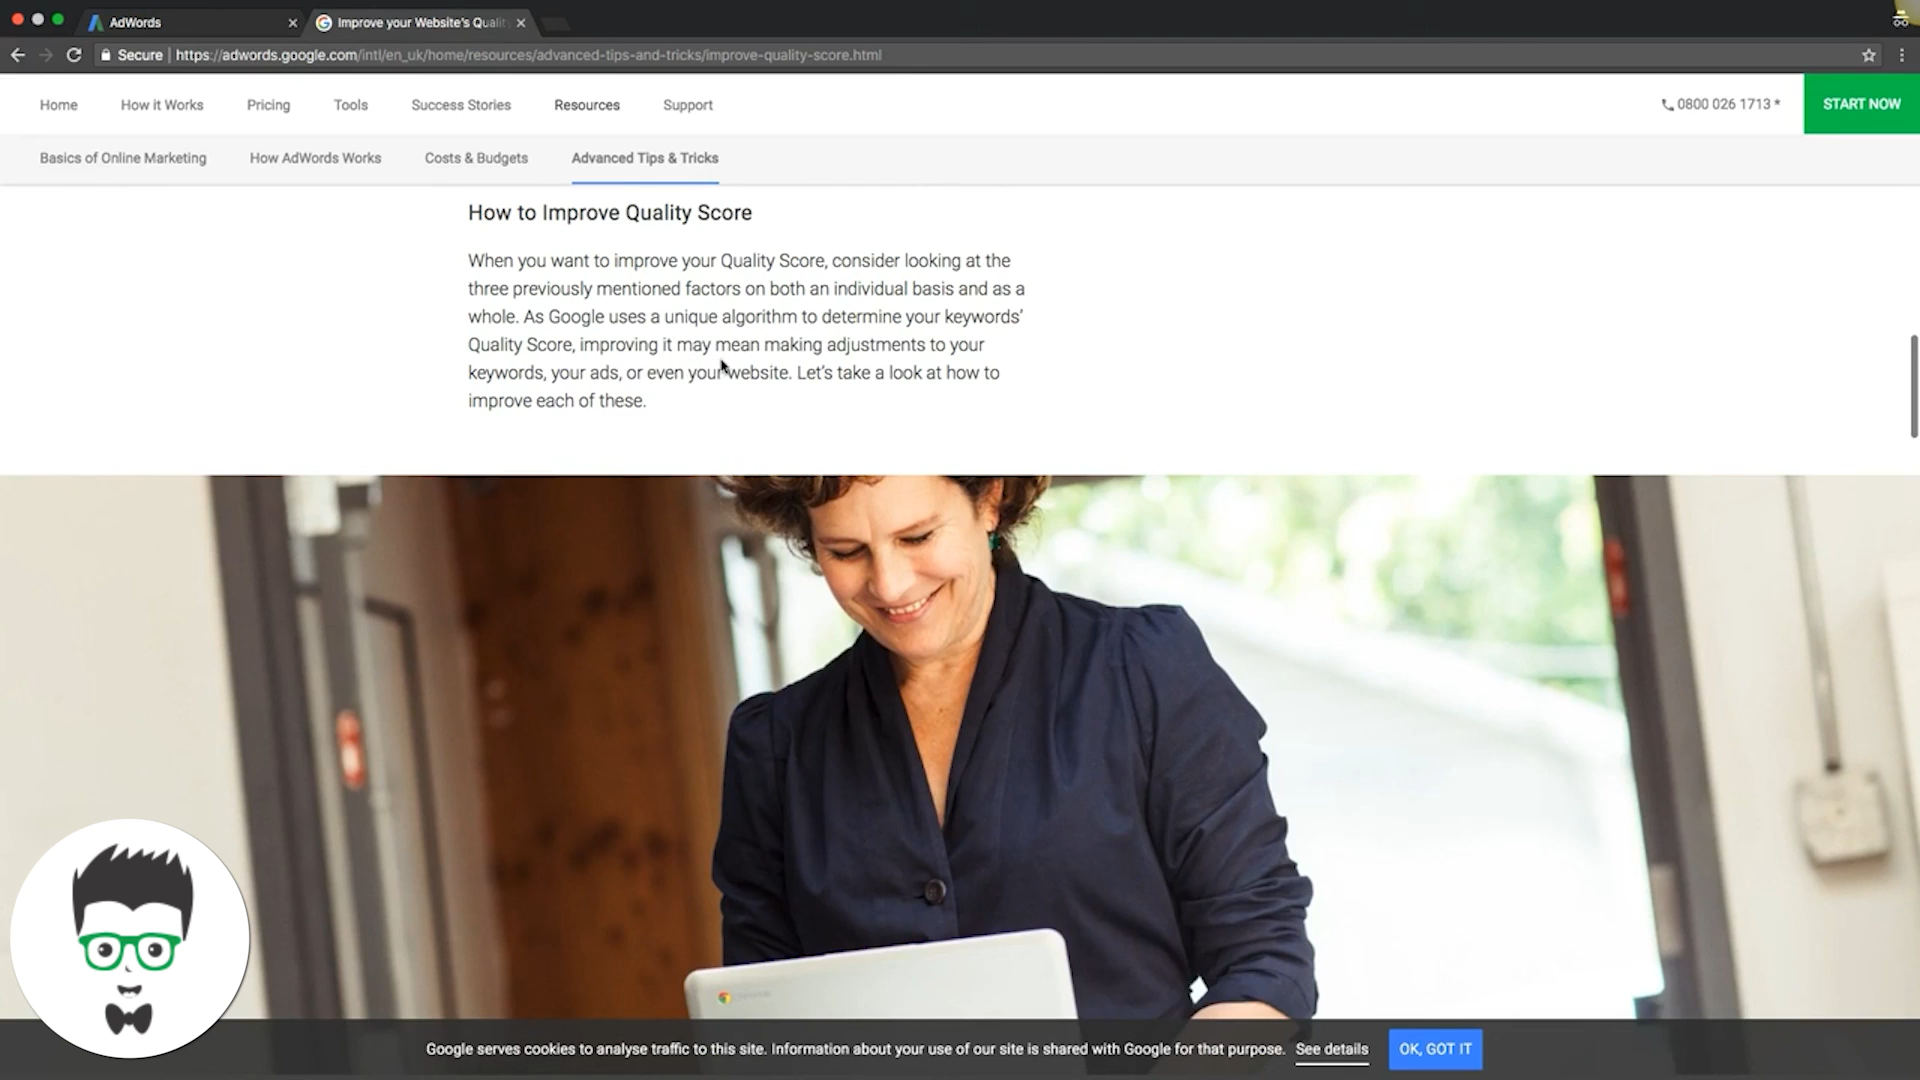 AdWords
Improve your Website's Quality
Secure
https://adwords.google.com/intl/en_uk/home/resources/advanced-tips-and-tricks/improve-quality-score.html
Home
How it Works
Pricing
Tools
Success Stories
Resources
Support
0800 026 1713 *
START NOW
Basics of Online Marketing
How AdWords Works
Costs & Budgets
Advanced Tips & Tricks
How to Improve Quality Score
When you want to improve your Quality Score, consider looking at the
three previously mentioned factors on both an individual basis and as a
whole. As Google uses a unique algorithm to determine your keywords'
Quality Score, improving it may mean making adjustments to your
keywords, your ads, or even your website. Let's take a look at how to
improve each of these.
Google serves cookies to analyse traffic to this site. Information about your use of our site is shared with Google for that purpose. See details
OK, GOT IT